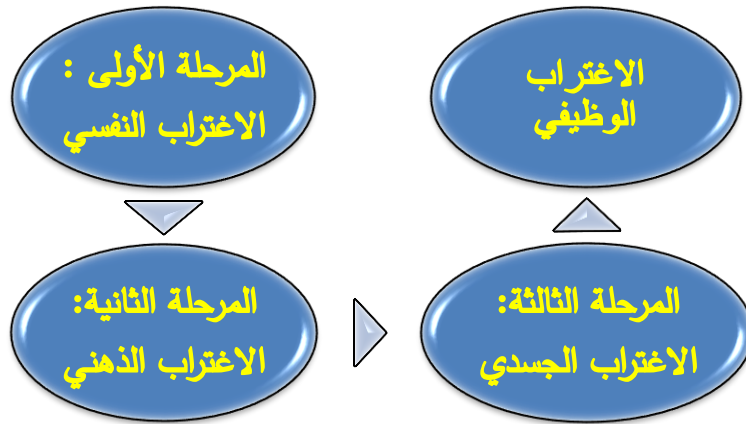 المرحلة الأولى :
الاغتراب النفسي
المرحلة الثانية:
الاغتراب الذهني
المرحلة الثالثة:
الاغتراب الجسدي
الاغتراب
الوظيفي